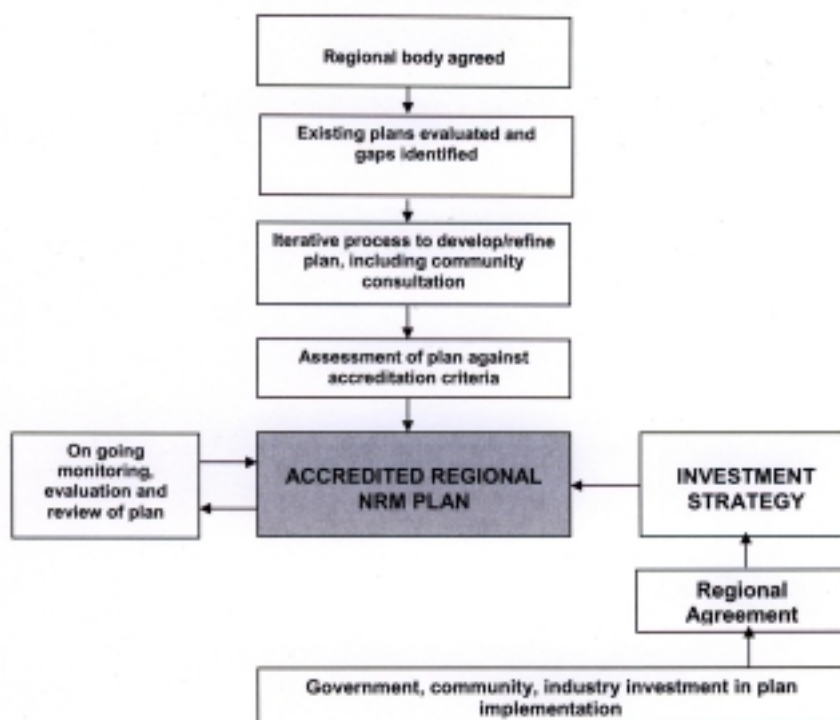 Regional body agreed
Existing plans evaluated and
gaps identified
Iterative process to develop/refine
plan, including community
consultation
Assessment of plan against
accreditation criteria
On going
monitoring,
evaluation and
review of plan
ACCREDITED REGIONAL
NRM PLAN
INVESTMENT
STRATEGY
Regional
Agreement
Government, community, industry investment in plan
implementation